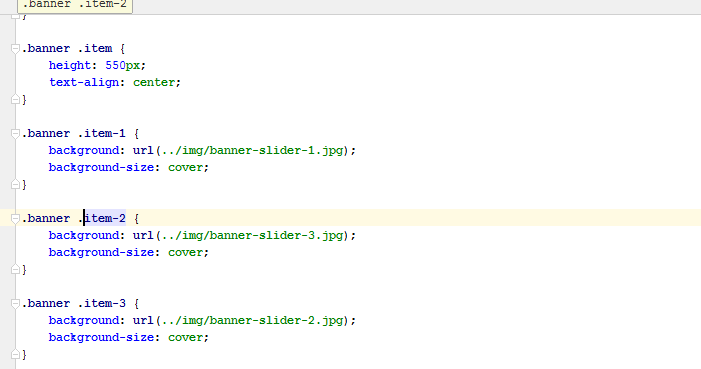 .banner .item-2
}
.banner .item {
height: 550px;
text-align: center;
}
.banner .item-1 {
background: url(../img/banner-slider-1.jpg);
background-size: cover;
}
.banner .item-2 {
background: url(../img/banner-slider-3.jpg);
background-size: cover;
}
.banner .item-3 {
background: url(../img/banner-slider-2.jpg);
background-size: cover;
}